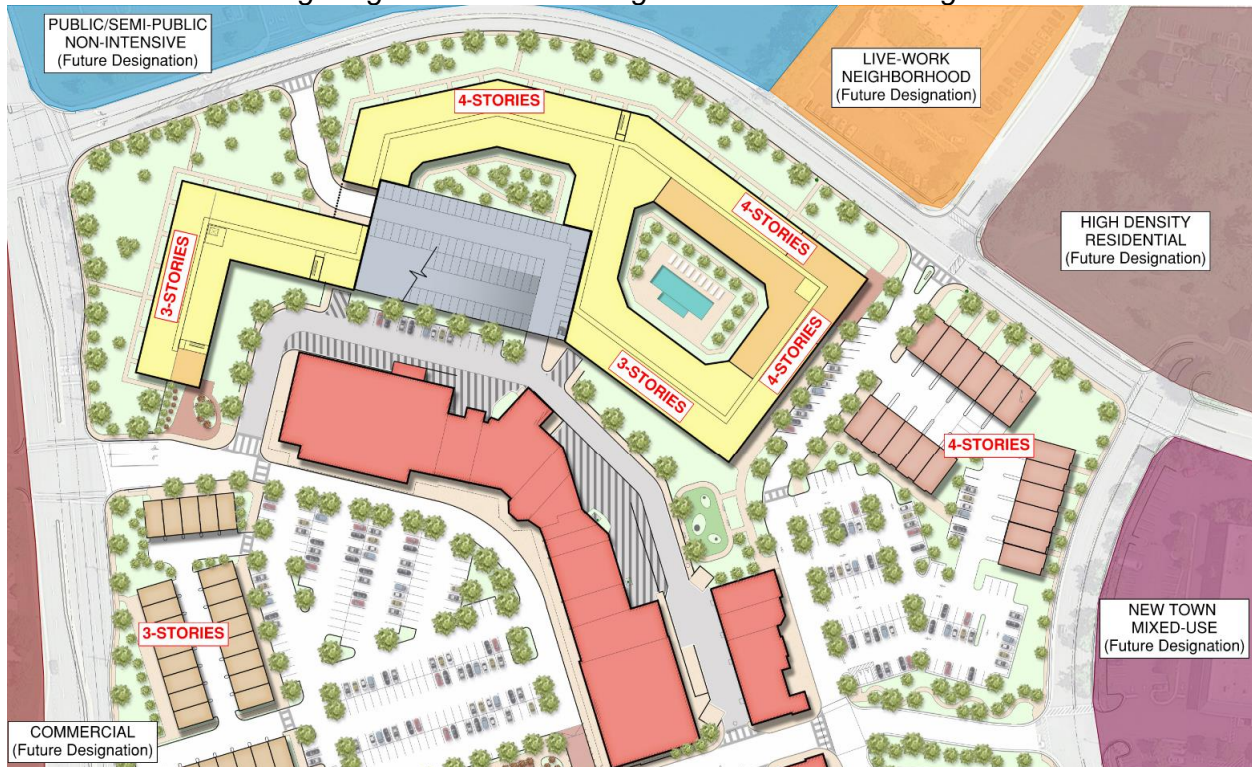 PUBLIC/SEMI-PUBLIC
NON-INTENSIVE
(Future Designation)
4-STORIES
LIVE-WORK
NEIGHBORHOOD
(Future Designation)
4-STORIES
HIGH DENSITY
RESIDENTIAL
(Future Designation)
3-STORIES
4-STORIES
3-STORIES
4-STORIES
3-STORIES
NEW TOWN
MIXED-USE
(Future Designation)
COMMERCIAL
(Future Designation)